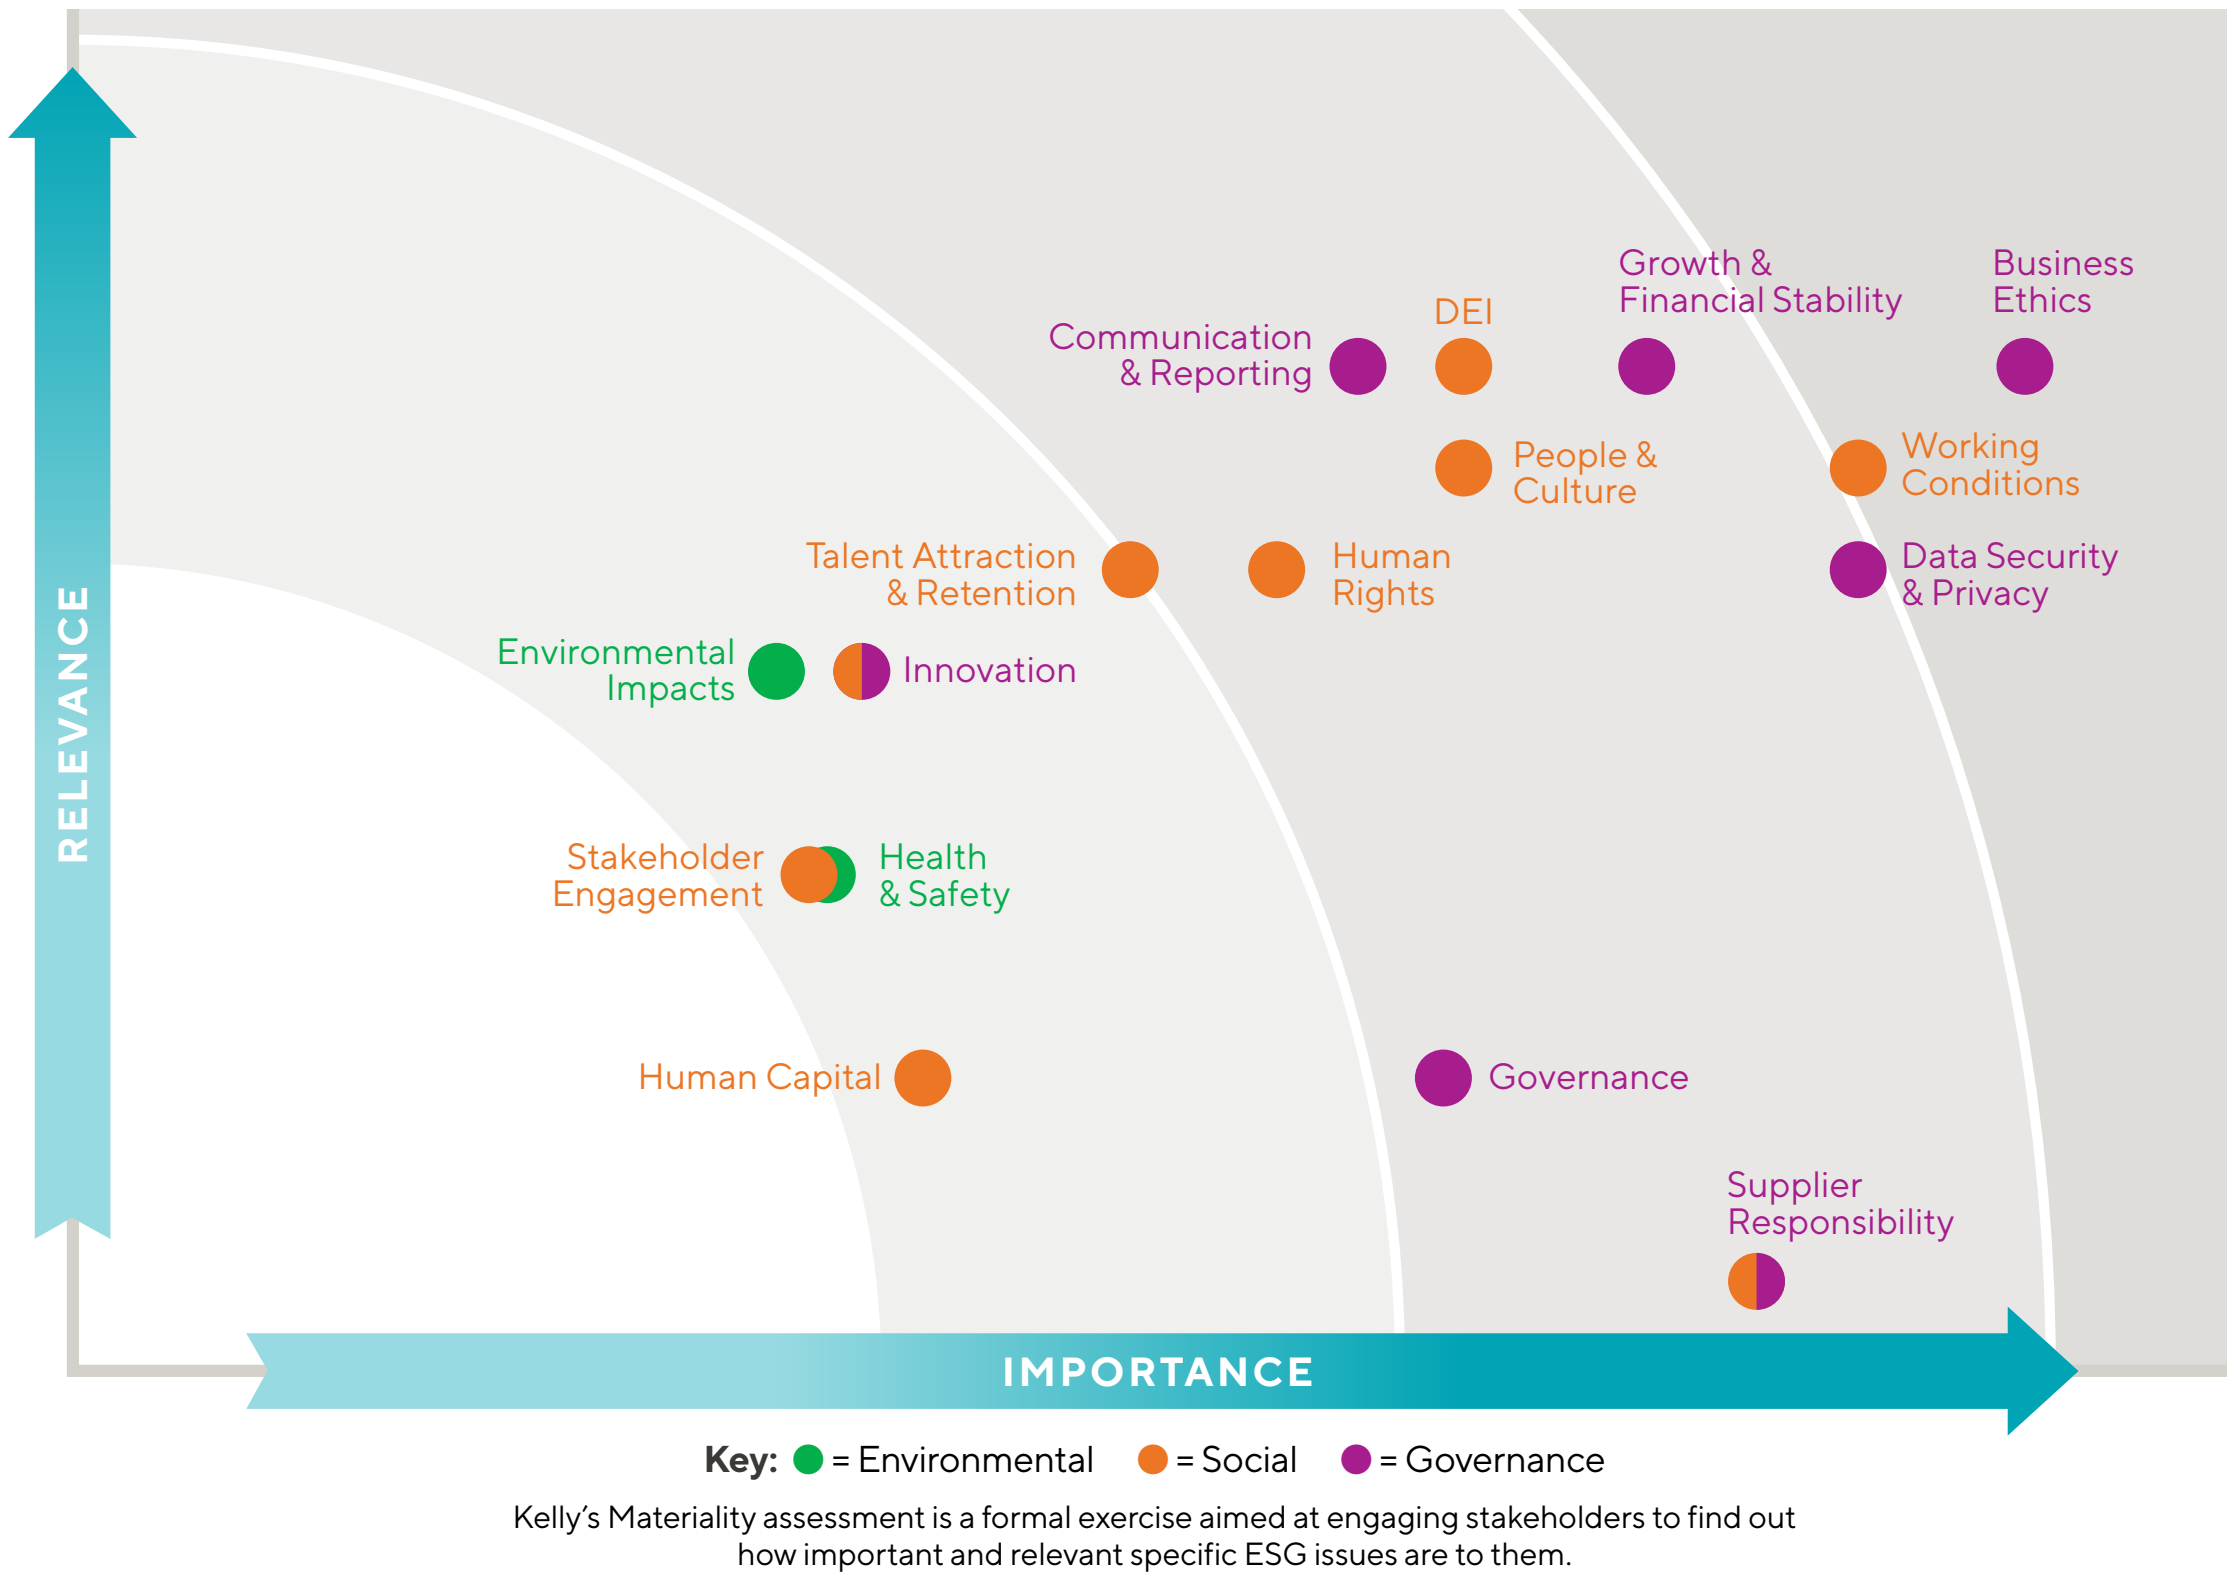 Growth &
Financial Stability
Business
Ethics
DEI
Communication
& Reporting
People &
Culture
Working
Conditions
Talent Attraction
& Retention
Human
Rights
Data Security
& Privacy
Environmental
Impacts
Innovation
RELEVANCE
Stakeholder
Engagement
Health
& Safety
Human Capital
Governance
Supplier
Responsibility
IMPORTANCE
Key: = Environmental = Social = Governance
Kelly’s Materiality assessment is a formal exercise aimed at engaging stakeholders to find out
how important and relevant specific ESG issues are to them.